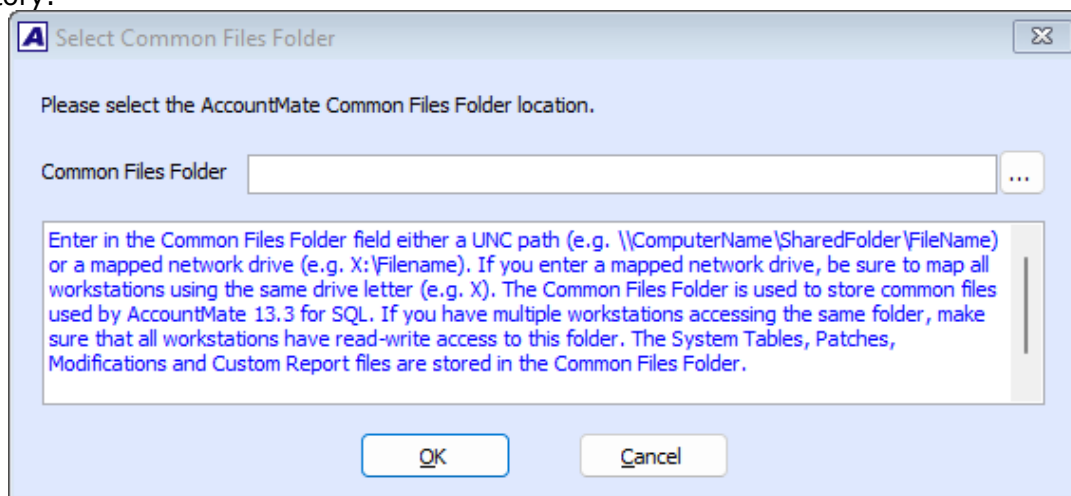 Select Common Files Folder
Please select the AccountMate Common Files Folder location.
Common Files Folder
...
Enter in the Common Files Folder field either a UNC path (e.g. \\ComputerName\SharedFolder\FileName)
or a mapped network drive (e.g. X:\Filename). If you enter a mapped network drive, be sure to map all
workstations using the same drive letter (e.g. X). The Common Files Folder is used to store common files
used by AccountMate 13.3 for SQL. If you have multiple workstations accessing the same folder, make
sure that all workstations have read-write access to this folder. The System Tables, Patches,
Modifications and Custom Report files are stored in the Common Files Folder.
OK Cancel